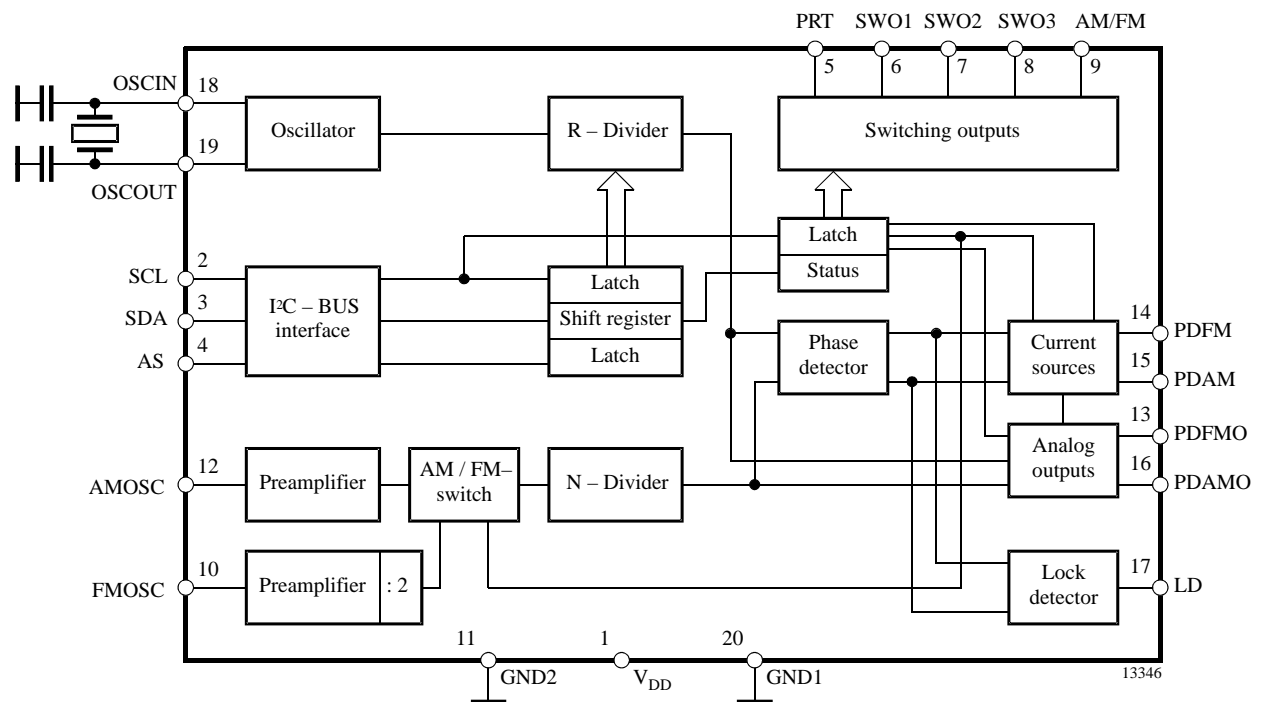 PRT SWO1 SWO2 SWO3 AM/FM
5 6 7 8 9
OSCIN 18
19
OSCOUT
Oscillator
R – Divider
Switching outputs
Latch
Status
SCL 2
SDA 3
AS 4
I²C – BUS
interface
Latch
Shift register
Latch
Phase
detector
Current
sources
14 PDFM
15 PDAM
Analog
outputs
13 PDFMO
16 PDAMO
AMOSC 12
Preamplifier
AM / FM–
switch
N – Divider
FMOSC 10
Preamplifier : 2
Lock
detector
17 LD
11 GND2
1 VDD
20 GND1
13346